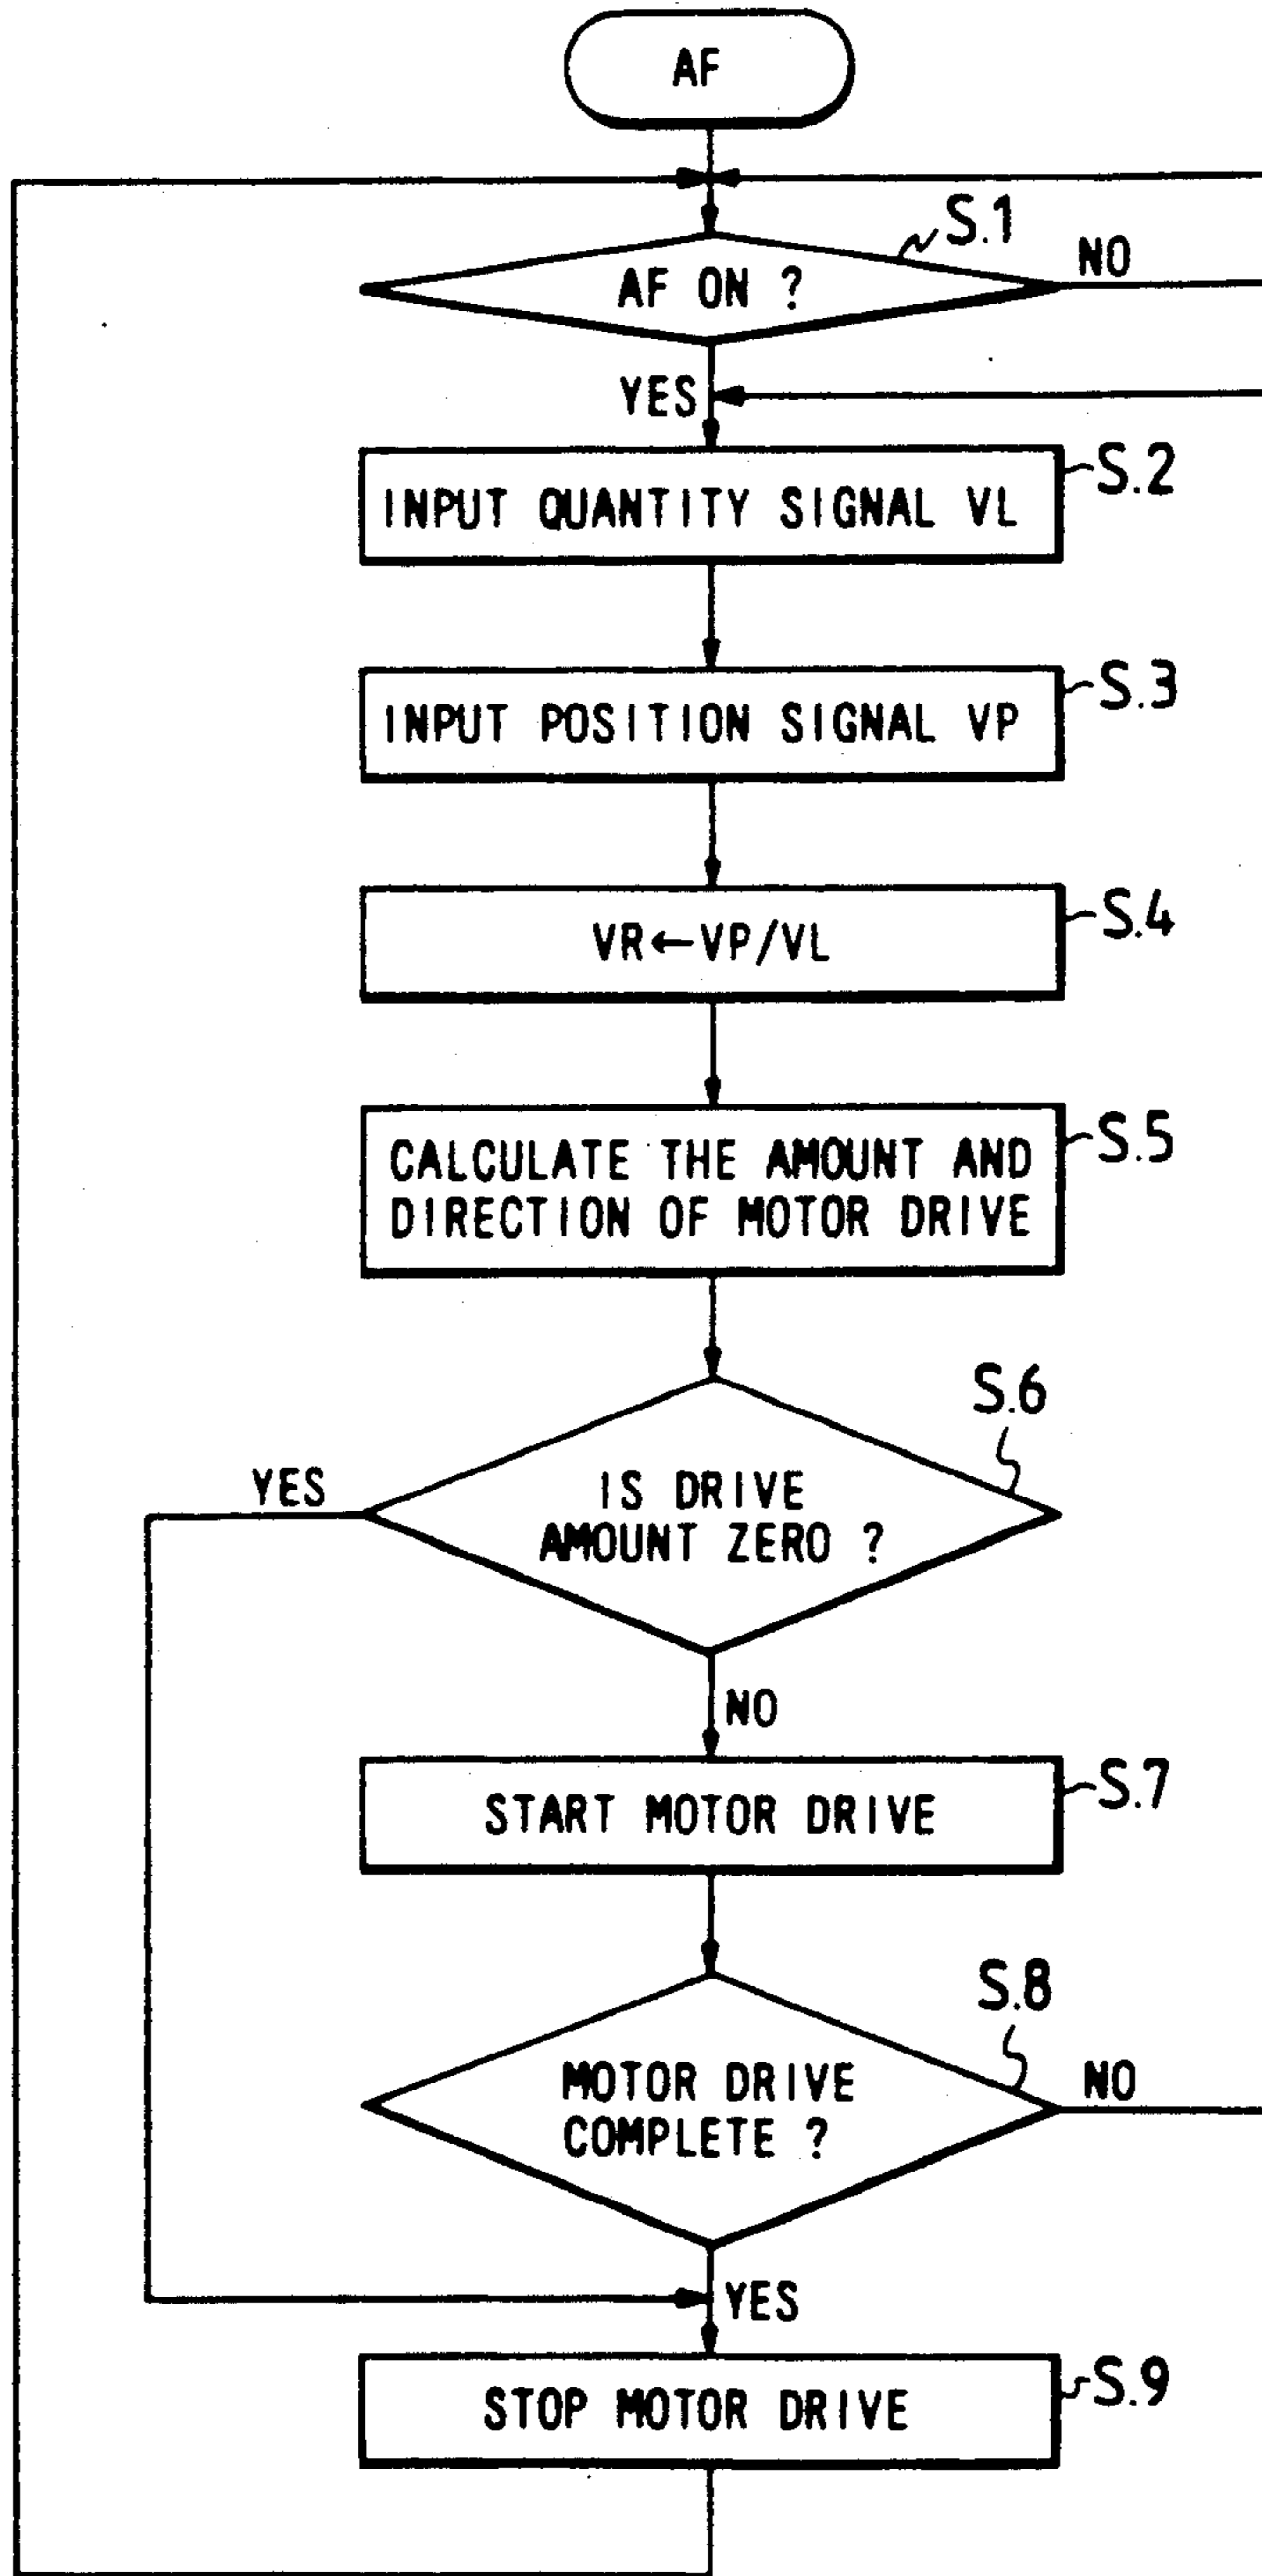 AF
S.1
AF ON ?
NO
YES
S.2
INPUT QUANTITY SIGNAL VL
S.3
INPUT POSITION SIGNAL VP
S.4
VR←VP/VL
S.5
CALCULATE THE AMOUNT AND
DIRECTION OF MOTOR DRIVE
S.6
YES
IS DRIVE
AMOUNT ZERO ?
NO
S.7
START MOTOR DRIVE
S.8
MOTOR DRIVE
COMPLETE ?
NO
YES
S.9
STOP MOTOR DRIVE